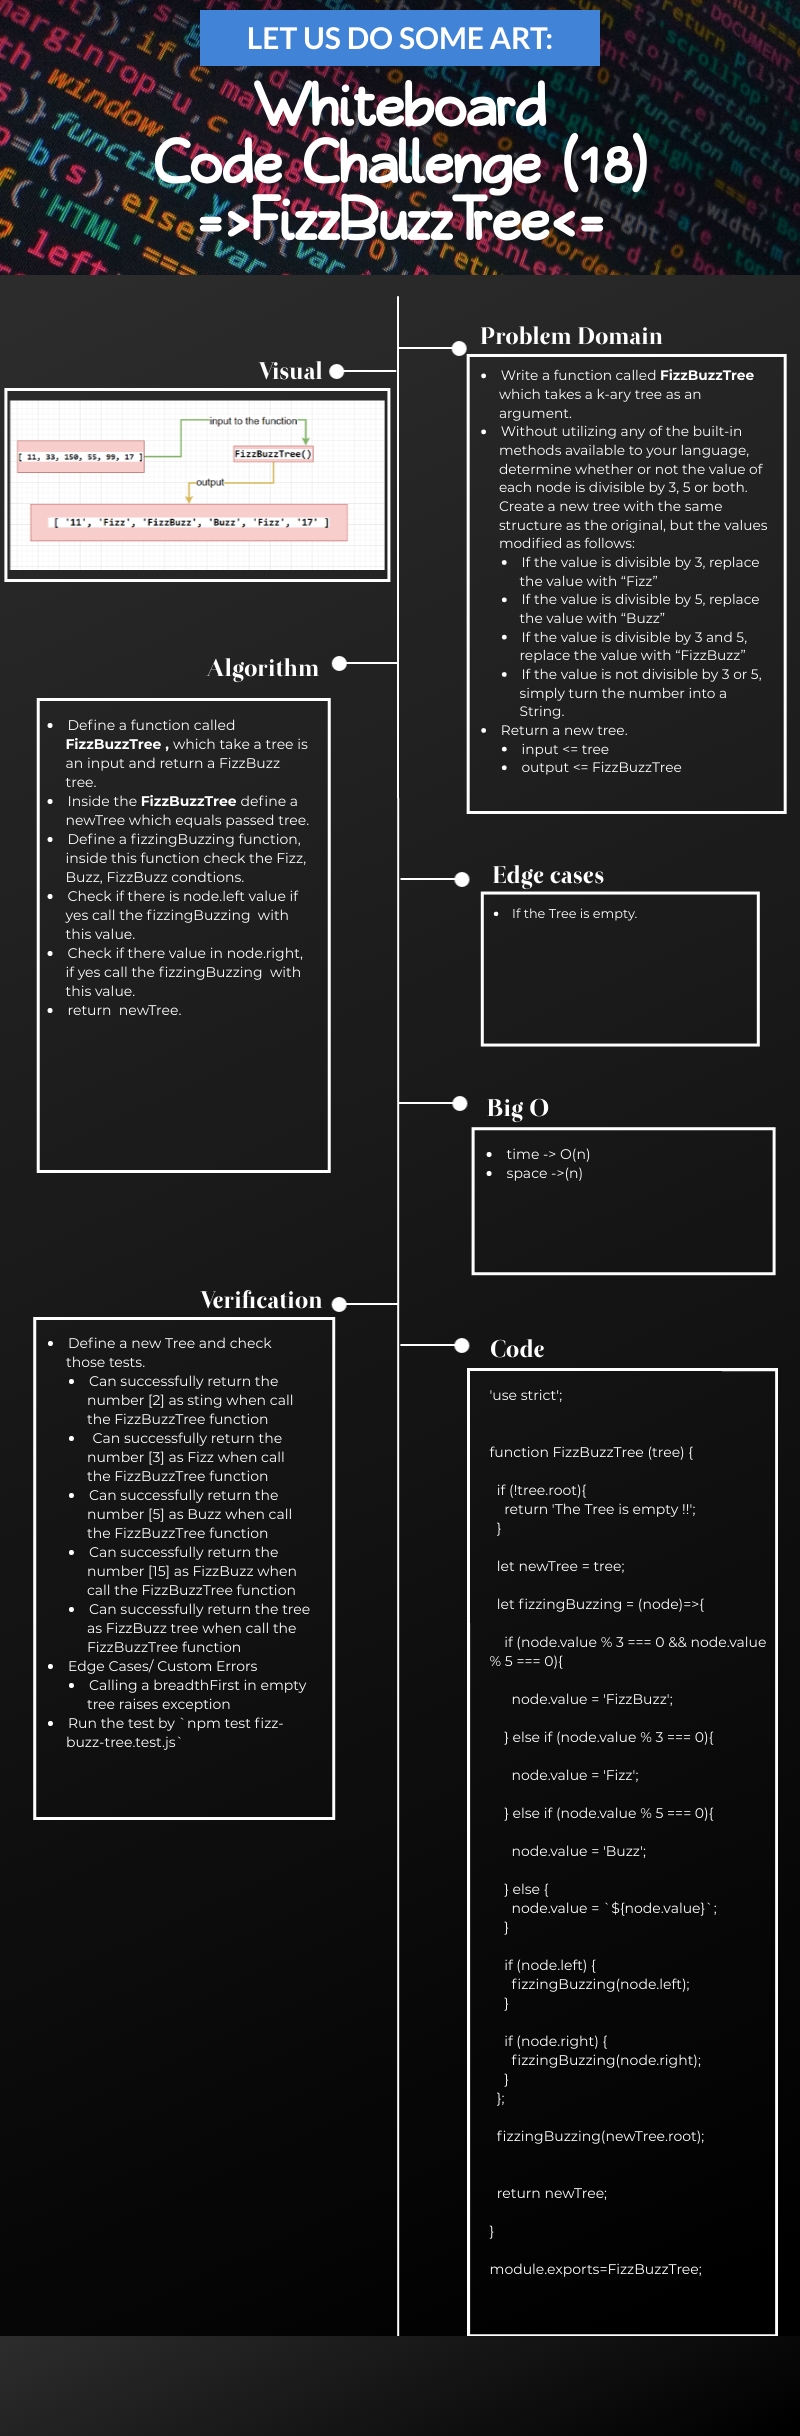 LET US DO SOME ART:
Whiteboard
Code Challenge (18)
=>FizzBuzzTree<=
Visual
input to the function
[ 11, 33, 150, 55, 99, 17 ]
FizzBuzzTree()
output
[ '11', 'Fizz', 'FizzBuzz', 'Buzz', 'Fizz', '17' ]
Problem Domain
• Write a function called FizzBuzzTree
which takes a k-ary tree as an
argument.
• Without utilizing any of the built-in
methods available to your language,
determine whether or not the value of
each node is divisible by 3, 5 or both.
Create a new tree with the same
structure as the original, but the values
modified as follows:
• If the value is divisible by 3, replace
the value with “Fizz”
• If the value is divisible by 5, replace
the value with “Buzz”
• If the value is divisible by 3 and 5,
replace the value with “FizzBuzz”
• If the value is not divisible by 3 or 5,
simply turn the number into a
String.
• Return a new tree.
• input <= tree
• output <= FizzBuzzTree
Algorithm
• Define a function called
FizzBuzzTree , which take a tree is
an input and return a FizzBuzz
tree.
• Inside the FizzBuzzTree define a
newTree which equals passed tree.
• Define a fizzingBuzzing function,
inside this function check the Fizz,
Buzz, FizzBuzz condtions.
• Check if there is node.left value if
yes call the fizzingBuzzing with
this value.
• Check if there value in node.right,
if yes call the fizzingBuzzing with
this value.
• return newTree.
Edge cases
• If the Tree is empty.
Big O
• time -> O(n)
• space ->(n)
Verification
• Define a new Tree and check
those tests.
• Can successfully return the
number [2] as sting when call
the FizzBuzzTree function
• Can successfully return the
number [3] as Fizz when call
the FizzBuzzTree function
• Can successfully return the
number [5] as Buzz when call
the FizzBuzzTree function
• Can successfully return the
number [15] as FizzBuzz when
call the FizzBuzzTree function
• Can successfully return the tree
as FizzBuzz tree when call the
FizzBuzzTree function
• Edge Cases/ Custom Errors
• Calling a breadthFirst in empty
tree raises exception
• Run the test by `npm test fizz-
buzz-tree.test.js`
Code
'use strict';
function FizzBuzzTree (tree) {
if (!tree.root){
return 'The Tree is empty !!';
}
let newTree = tree;
let fizzingBuzzing = (node)=>{
if (node.value % 3 === 0 && node.value
% 5 === 0){
node.value = 'FizzBuzz';
} else if (node.value % 3 === 0){
node.value = 'Fizz';
} else if (node.value % 5 === 0){
node.value = 'Buzz';
} else {
node.value = `${node.value}`;
}
if (node.left) {
fizzingBuzzing(node.left);
}
if (node.right) {
fizzingBuzzing(node.right);
}
};
fizzingBuzzing(newTree.root);
return newTree;
}
module.exports=FizzBuzzTree;